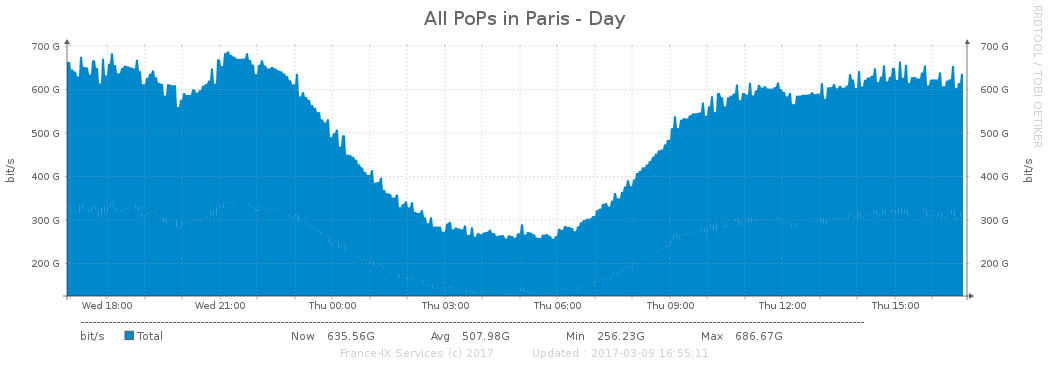 All PoPs in Paris - Day
RRDTOOL / TOBI OETIKER
700 G 700 G
600 G 600 G
500 G 500 G
400 G 400 G
300 G 300 G
200 G 200 G
bit/s bit/s
Wed 18:00 Wed 21:00 Thu 00:00 Thu 03:00 Thu 06:00 Thu 09:00 Thu 12:00 Thu 15:00
bit/s Total Now 635.56G Avg 507.98G Min 256.23G Max 686.67G
France-IX Services (c) 2017 Updated : 2017-03-09 16:55:11